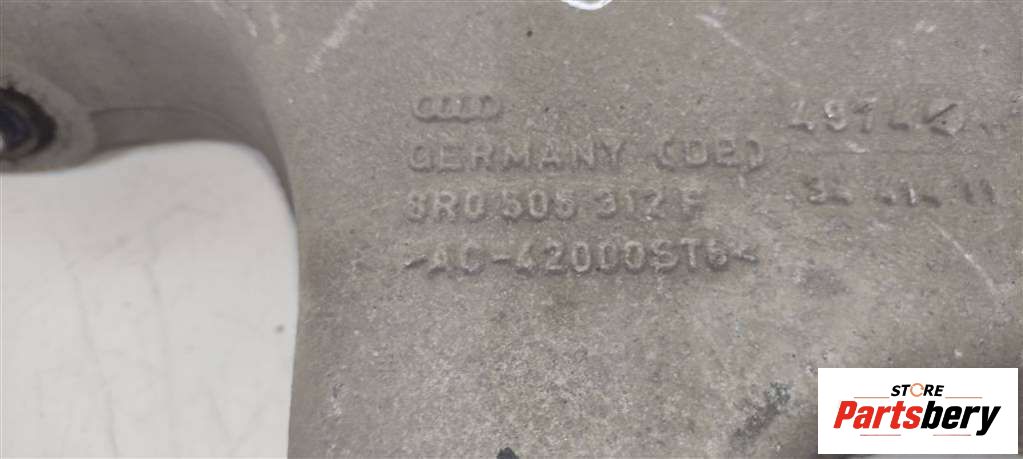 GERMANY (DE)
8R0 505 312 F
>AC-42000ST6<
STORE
Partsbery